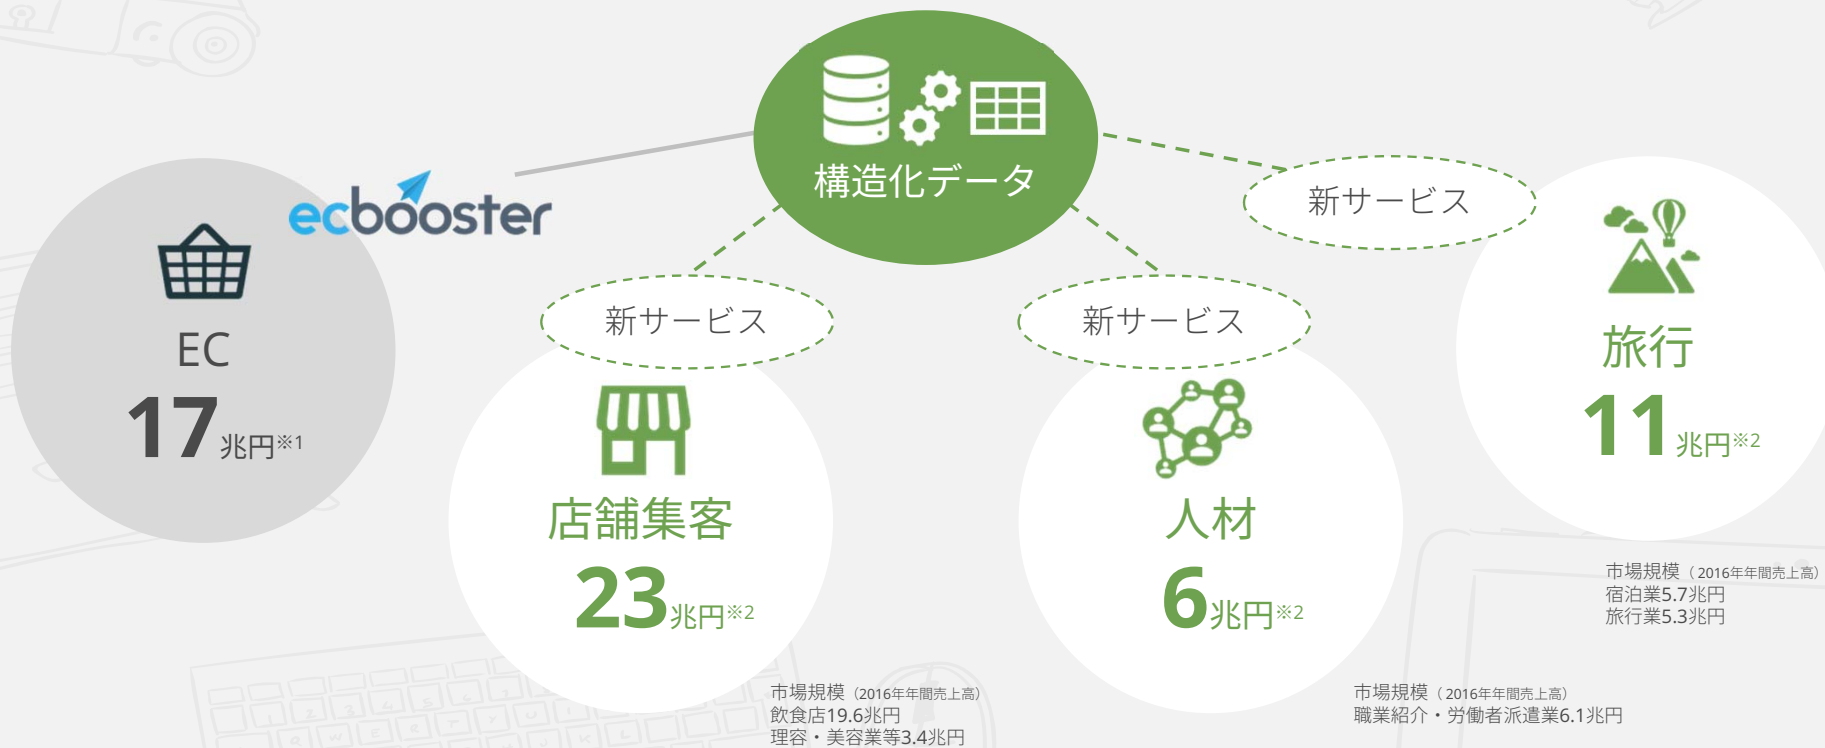 構造化データ
ecbooster
EC
17兆円※1
新サービス
店舗集客
23兆円※2
市場規模（2016年年間売上高）
飲食店19.6兆円
理容・美容業等3.4兆円
新サービス
人材
6兆円※2
市場規模（2016年年間売上高）
職業紹介・労働者派遣業6.1兆円
新サービス
旅行
11兆円※2
市場規模（2016年年間売上高）
宿泊業5.7兆円
旅行業5.3兆円